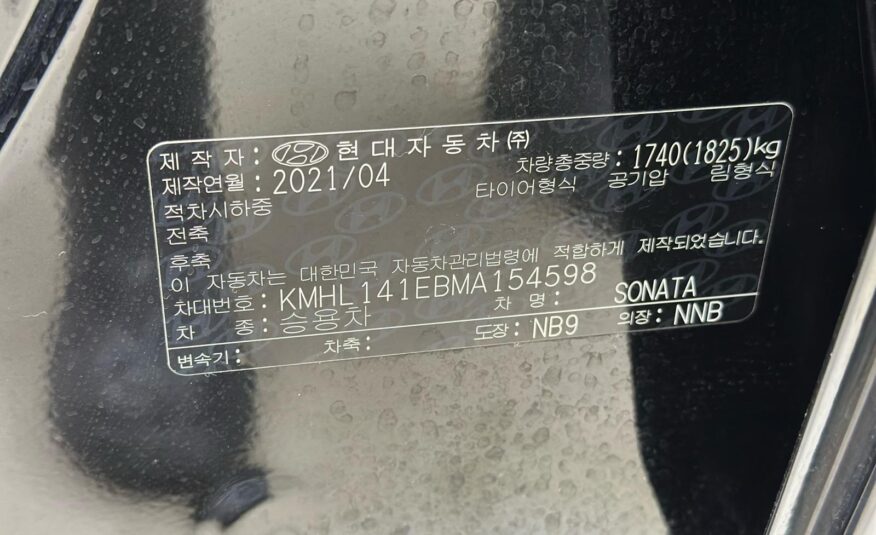 제 작 자 : 현대자동차㈜ 차량총중량 : 1740(1825)kg
제작연월 : 2021/04 타이어형식 공기압 림형식
적차시하중
전축
후축
이 자동차는 대한민국 자동차관리법령에 적합하게 제작되었습니다.
차대번호 : KMHL141EBMA154598
차 종 : 승용차 차 명 : SONATA
변속기 : 차축 : 도장 : NB9 의장 : NNB